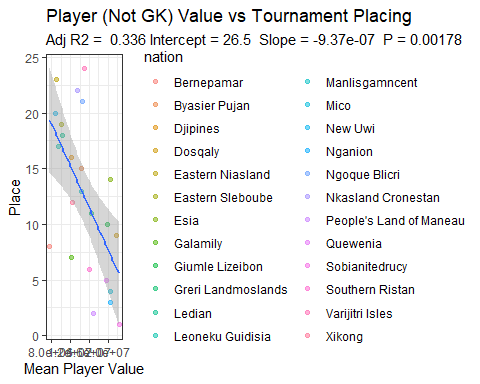 Player (Not GK) Value vs Tournament Placing
Adj R2 = 0.336 Intercept = 26.5 Slope = -9.37e-07 P = 0.00178
nation
Bernepamar
Byasier Pujan
Djipines
Dosqaly
Eastern Niasland
Eastern Sleboube
Esia
Galamily
Giumle Lizeibon
Greri Landmoslands
Ledian
Leoneku Guidisia
Manlisgamncent
Mico
New Uwi
Nganion
Ngoque Blicri
Nkasland Cronestan
People's Land of Maneau
Quewenia
Sobianitedrucy
Southern Ristan
Varijitri Isles
Xikong
Place
25
20
15
10
5
0
Mean Player Value